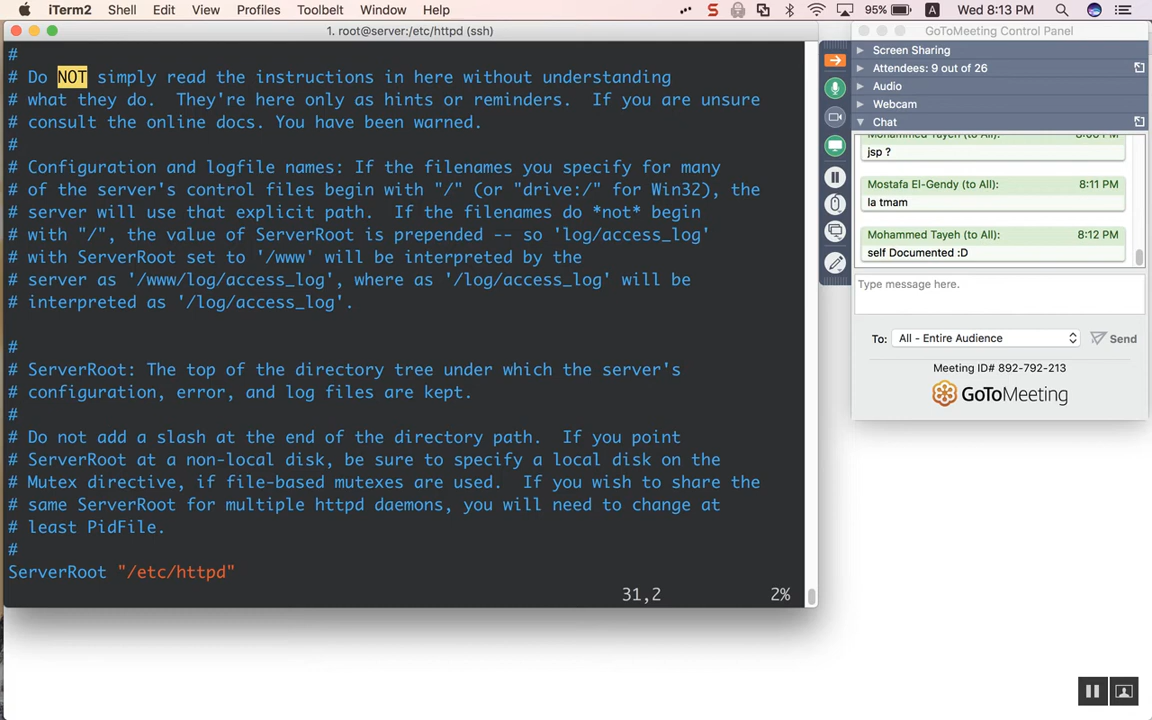 iTerm2 Shell Edit View Profiles Toolbelt Window Help 95% A Wed 8:13 PM
1. root@server:/etc/httpd (ssh)
#
# Do NOT simply read the instructions in here without understanding
# what they do.  They're here only as hints or reminders.  If you are unsure
# consult the online docs. You have been warned.
#
# Configuration and logfile names: If the filenames you specify for many
# of the server's control files begin with "/" (or "drive:/" for Win32), the
# server will use that explicit path.  If the filenames do *not* begin
# with "/", the value of ServerRoot is prepended -- so 'log/access_log'
# with ServerRoot set to '/www' will be interpreted by the
# server as '/www/log/access_log', where as '/log/access_log' will be
# interpreted as '/log/access_log'.
#
# ServerRoot: The top of the directory tree under which the server's
# configuration, error, and log files are kept.
#
# Do not add a slash at the end of the directory path.  If you point
# ServerRoot at a non-local disk, be sure to specify a local disk on the
# Mutex directive, if file-based mutexes are used.  If you wish to share the
# same ServerRoot for multiple httpd daemons, you will need to change at
# least PidFile.
#
ServerRoot "/etc/httpd"
31,2 2%
GoToMeeting Control Panel
Screen Sharing
Attendees: 9 out of 26
Audio
Webcam
Chat
Mohammed Tayeh (to All):
jsp ?
Mostafa El-Gendy (to All): 8:11 PM
la tmam
Mohammed Tayeh (to All): 8:12 PM
self Documented :D
Type message here.
To: All - Entire Audience Send
Meeting ID# 892-792-213
GoToMeeting